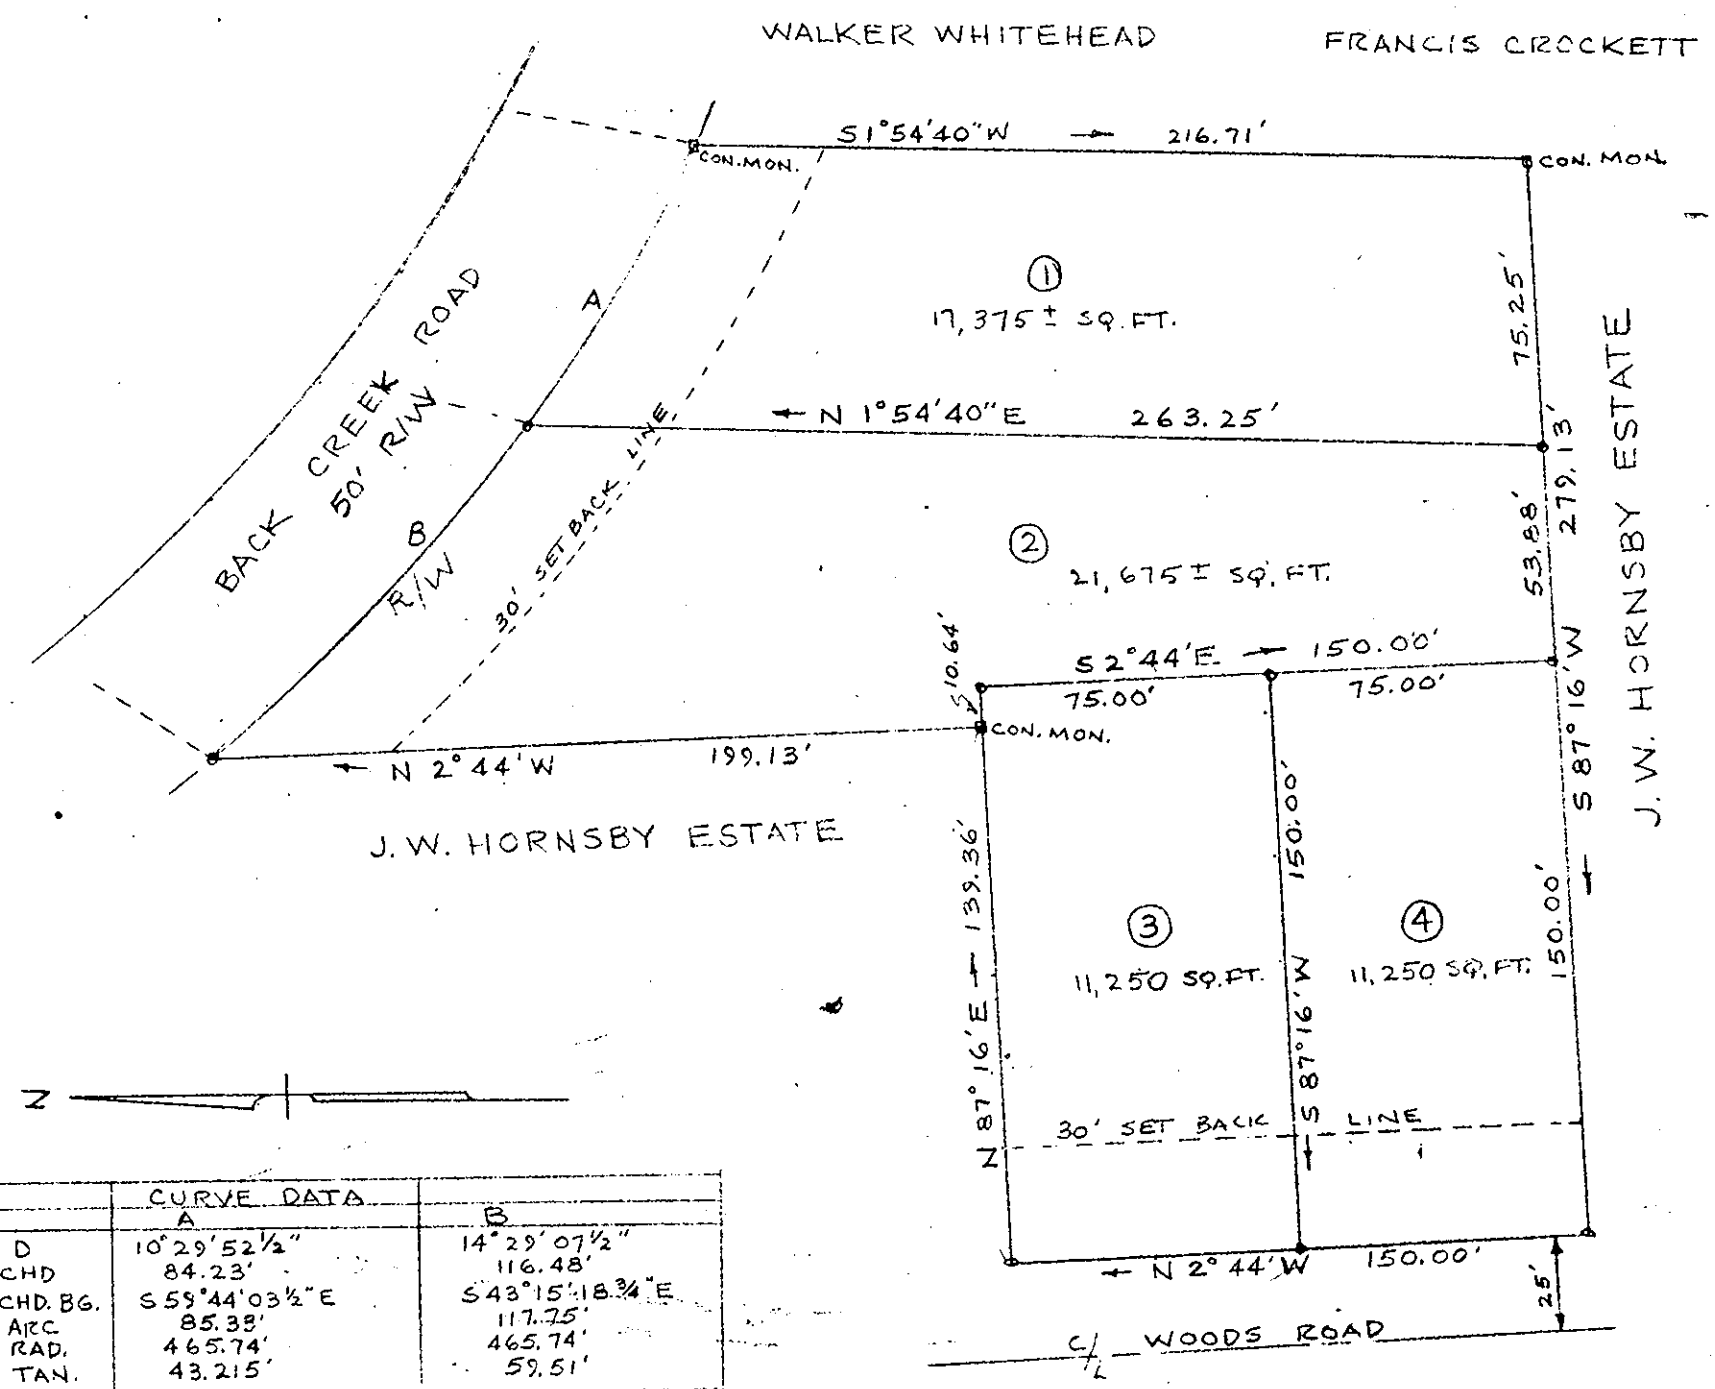 WALKER WHITEHEAD
FRANCIS CROCKETT
S1°54'40"W → 216.71'
CON. MON.
CON. MON.
①
17,375 ± SQ. FT.
75.25'
BACK CREEK ROAD
50' R/W
A
← N 1°54'40"E 263.25'
B
R/W
30' SET BACK LINE
②
21,675 ± SQ. FT.
53.88'
279.13'
S 87°16'W
J.W. HORNSBY ESTATE
10.64'
S 2°44'E → 150.00'
75.00'
75.00'
CON. MON.
← N 2°44'W 199.13'
J.W. HORNSBY ESTATE
N 87°16'E → 139.36'
150.00'
S 87°16'W
150.00'
③
11,250 SQ. FT.
④
11,250 SQ. FT.
30' SET BACK LINE
← N 2°44'W 150.00'
25'
C/L WOODS ROAD
N
CURVE DATA
A B
D 10°29'52½" 14°29'07½"
CHD 84.23' 116.48'
CHD. BG. S 59°44'03½"E S 43°15'18¾"E
ARC 117.75'
RAD. 465.74' 465.74'
TAN. 43.215' 59.51'